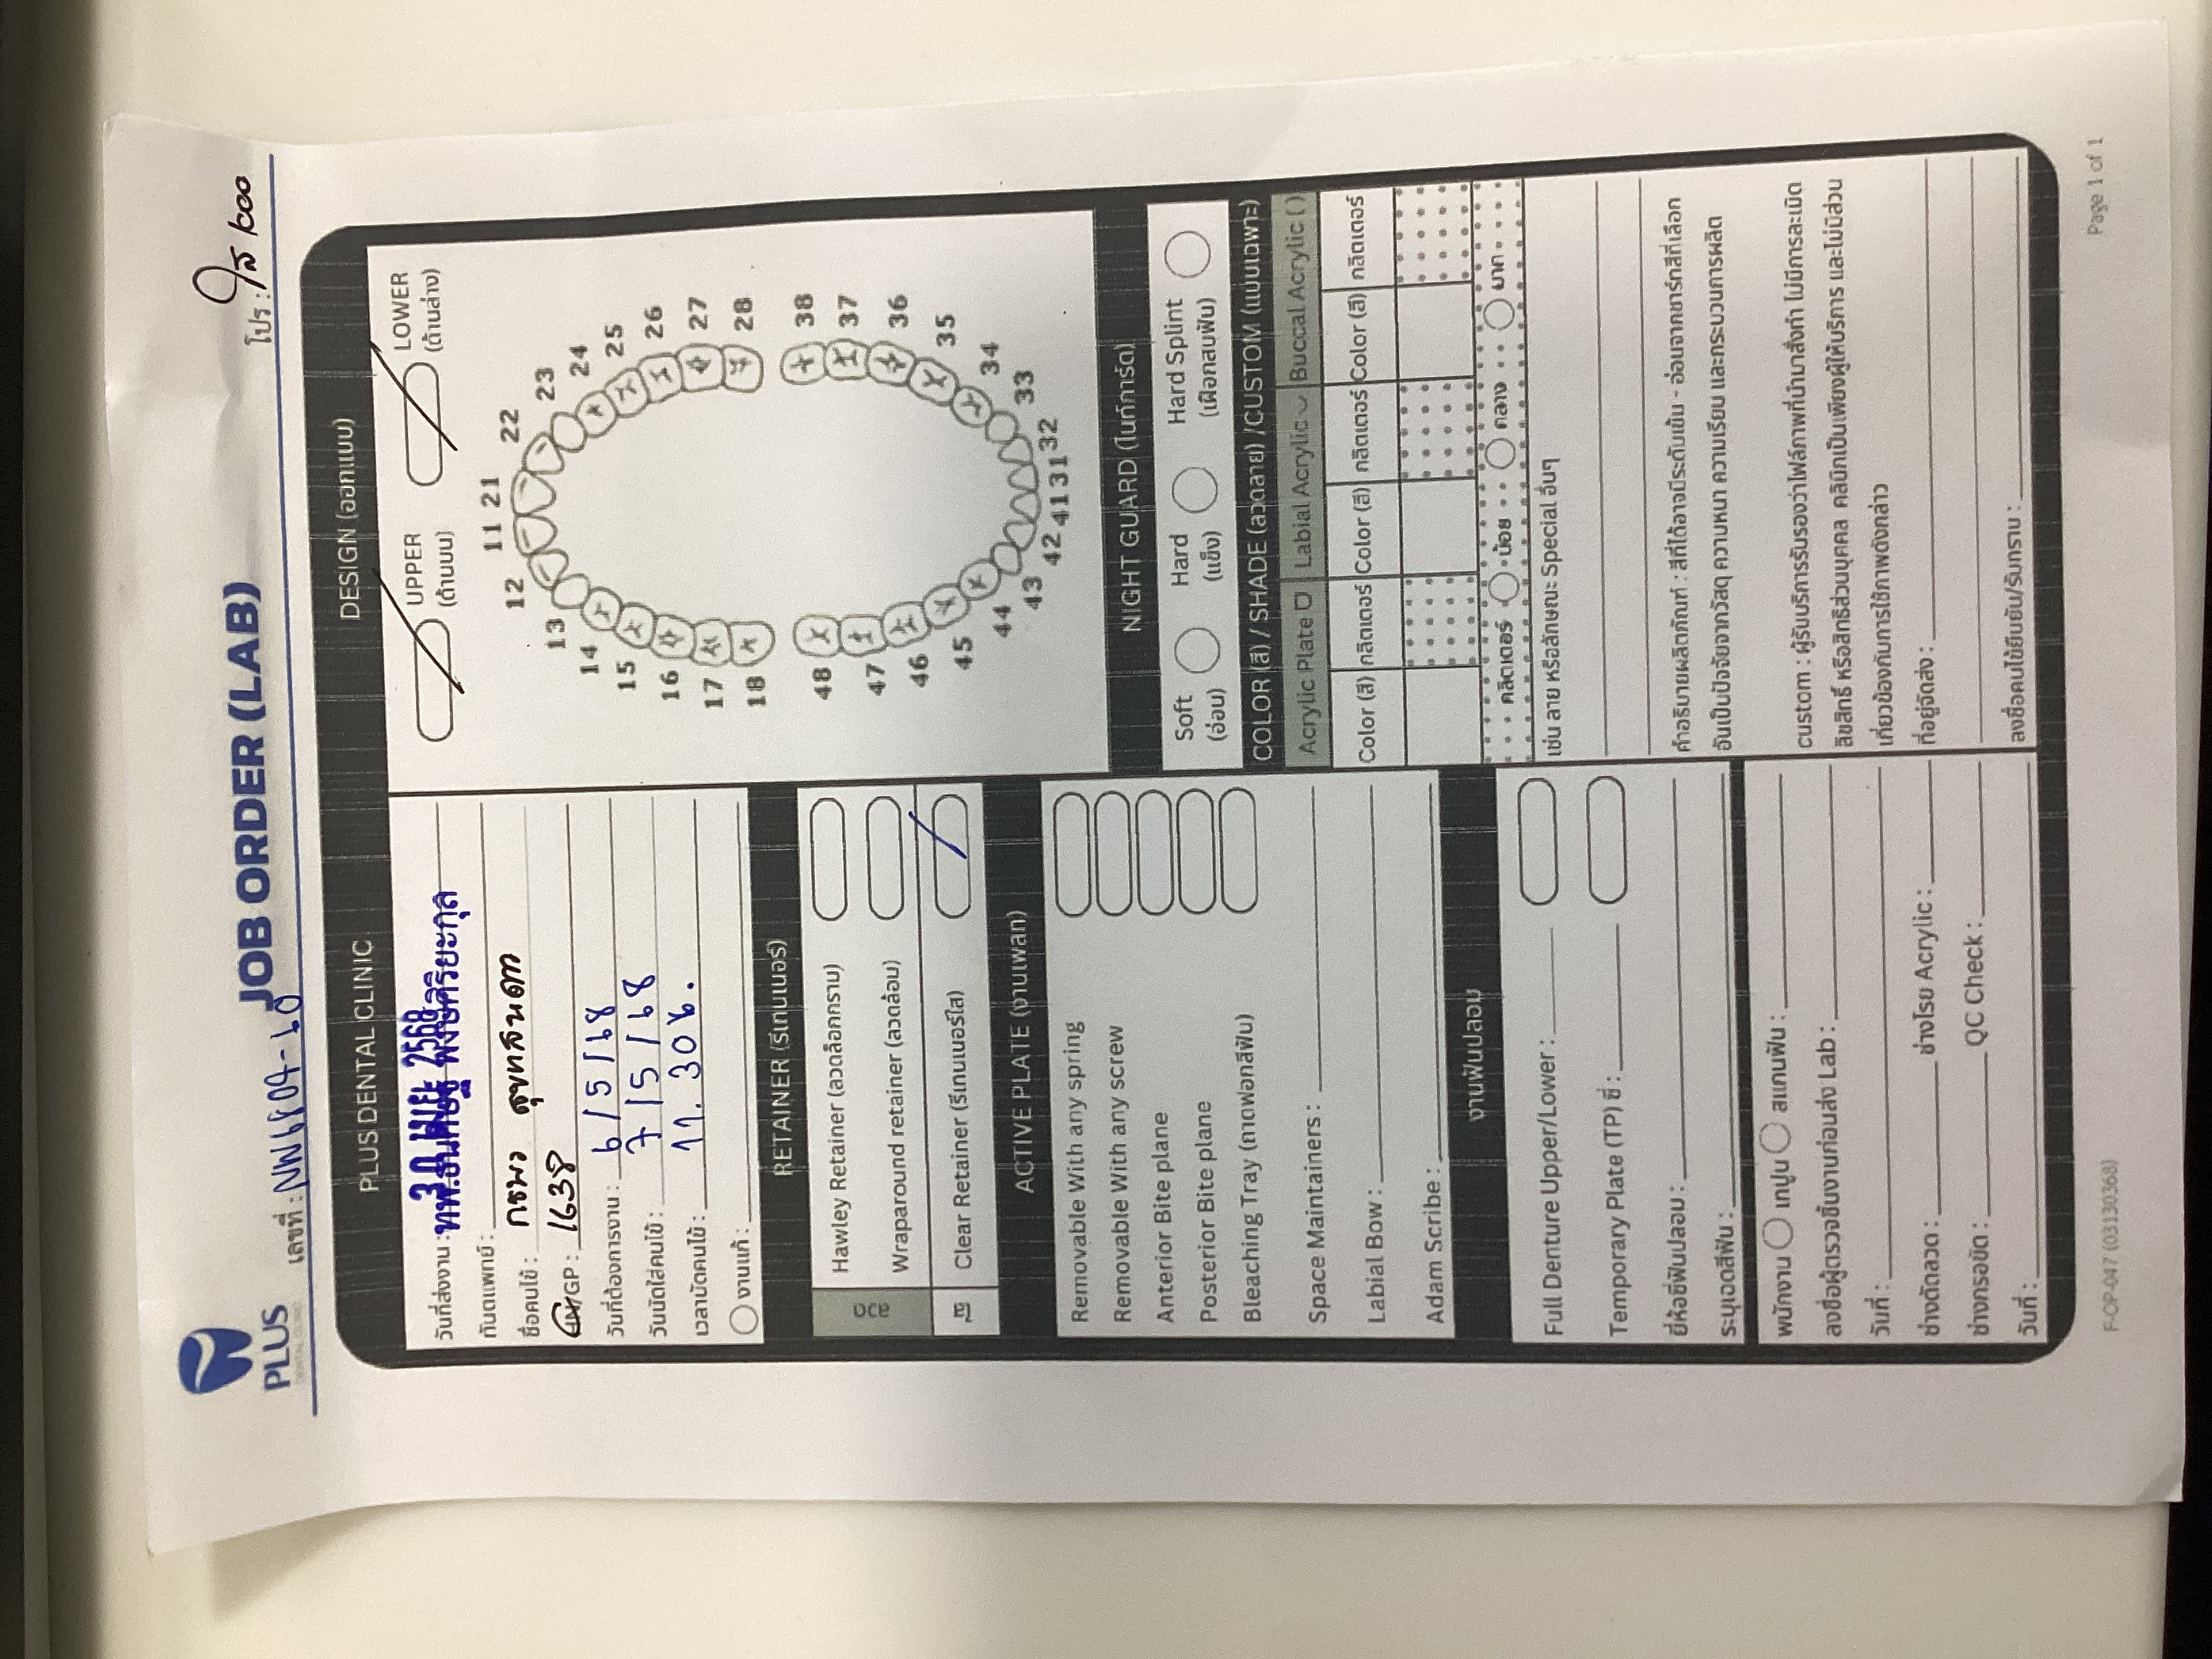 PLUS
DENTAL CLINIC
JOB ORDER (LAB)
เลขที่ : NW6804-60
โปร : ใส 1000
PLUS DENTAL CLINIC
วันที่ส่งงาน : 30 เม.ย. 2568
ทพ.ธนศิษฐ พงษ์ศิริยะกุล
ทันตแพทย์ :
ชื่อคนไข้ :
HN/GP : 1638
วันที่ต้องการงาน : 6/5/68
วันนัดใส่คนไข้ : 7/5/68
เวลานัดคนไข้ : 11.30น.
งานแก้ :
RETAINER (รีเทนเนอร์)
ลวด
Hawley Retainer (ลวดล็อกกราม)
Wraparound retainer (ลวดล้อม)
ใส
Clear Retainer (รีเทนเนอร์ใส)
ACTIVE PLATE (งานเพลท)
Removable With any spring
Removable With any screw
Anterior Bite plane
Posterior Bite plane
Bleaching Tray (ถาดฟอกสีฟัน)
Space Maintainers :
Labial Bow :
Adam Scribe :
งานฟันปลอม
Full Denture Upper/Lower :
Temporary Plate (TP) ซี่ :
ยี่ห้อซี่ฟันปลอม :
ระบุเฉดสีฟัน :
พนักงาน เทปูน สแกนฟัน :
ลงชื่อผู้ตรวจชิ้นงานก่อนส่ง Lab :
วันที่ :
ช่างดัดลวด : ช่างโรย Acrylic :
ช่างกรอขัด : QC Check :
วันที่ :
DESIGN (ออกแบบ)
UPPER (ด้านบน)
LOWER (ด้านล่าง)
11 21
12 22
13 23
14 24
15 25
16 26
17 27
18 28
48 38
47 37
46 36
45 35
44 34
43 33
42 41 31 32
NIGHT GUARD (ไนท์การ์ด)
Soft (อ่อน)
Hard (แข็ง)
Hard Splint (เฝือกสบฟัน)
COLOR (สี) / SHADE (ลวดลาย) /CUSTOM (แบบเฉพาะ)
Acrylic Plate Labial Acrylic Buccal Acrylic ( )
Color (สี) กลิตเตอร์ Color (สี) กลิตเตอร์ Color (สี) กลิตเตอร์
กลิตเตอร์ น้อย กลาง มาก
เช่น ลาย หรือลักษณะ Special อื่นๆ
คำอธิบายผลิตภัณฑ์ : สีที่ได้อาจมีระดับเข้ม - อ่อนจากชาร์ทสีที่เลือก
อันเป็นปัจจัยจากวัสดุ ความหนา ความเรียบ และกระบวนการผลิต
custom : ผู้รับบริการรับรองว่าไฟล์ภาพที่นำมาสั่งทำ ไม่มีการละเมิด
ลิขสิทธิ์ หรือสิทธิส่วนบุคคล คลินิกเป็นเพียงผู้ให้บริการ และไม่มีส่วน
เกี่ยวข้องกับการใช้ภาพดังกล่าว
ที่อยู่จัดส่ง :
ลงชื่อคนไข้ยืนยัน/รับทราบ :
F-OP-047 (03130368)
Page 1 of 1